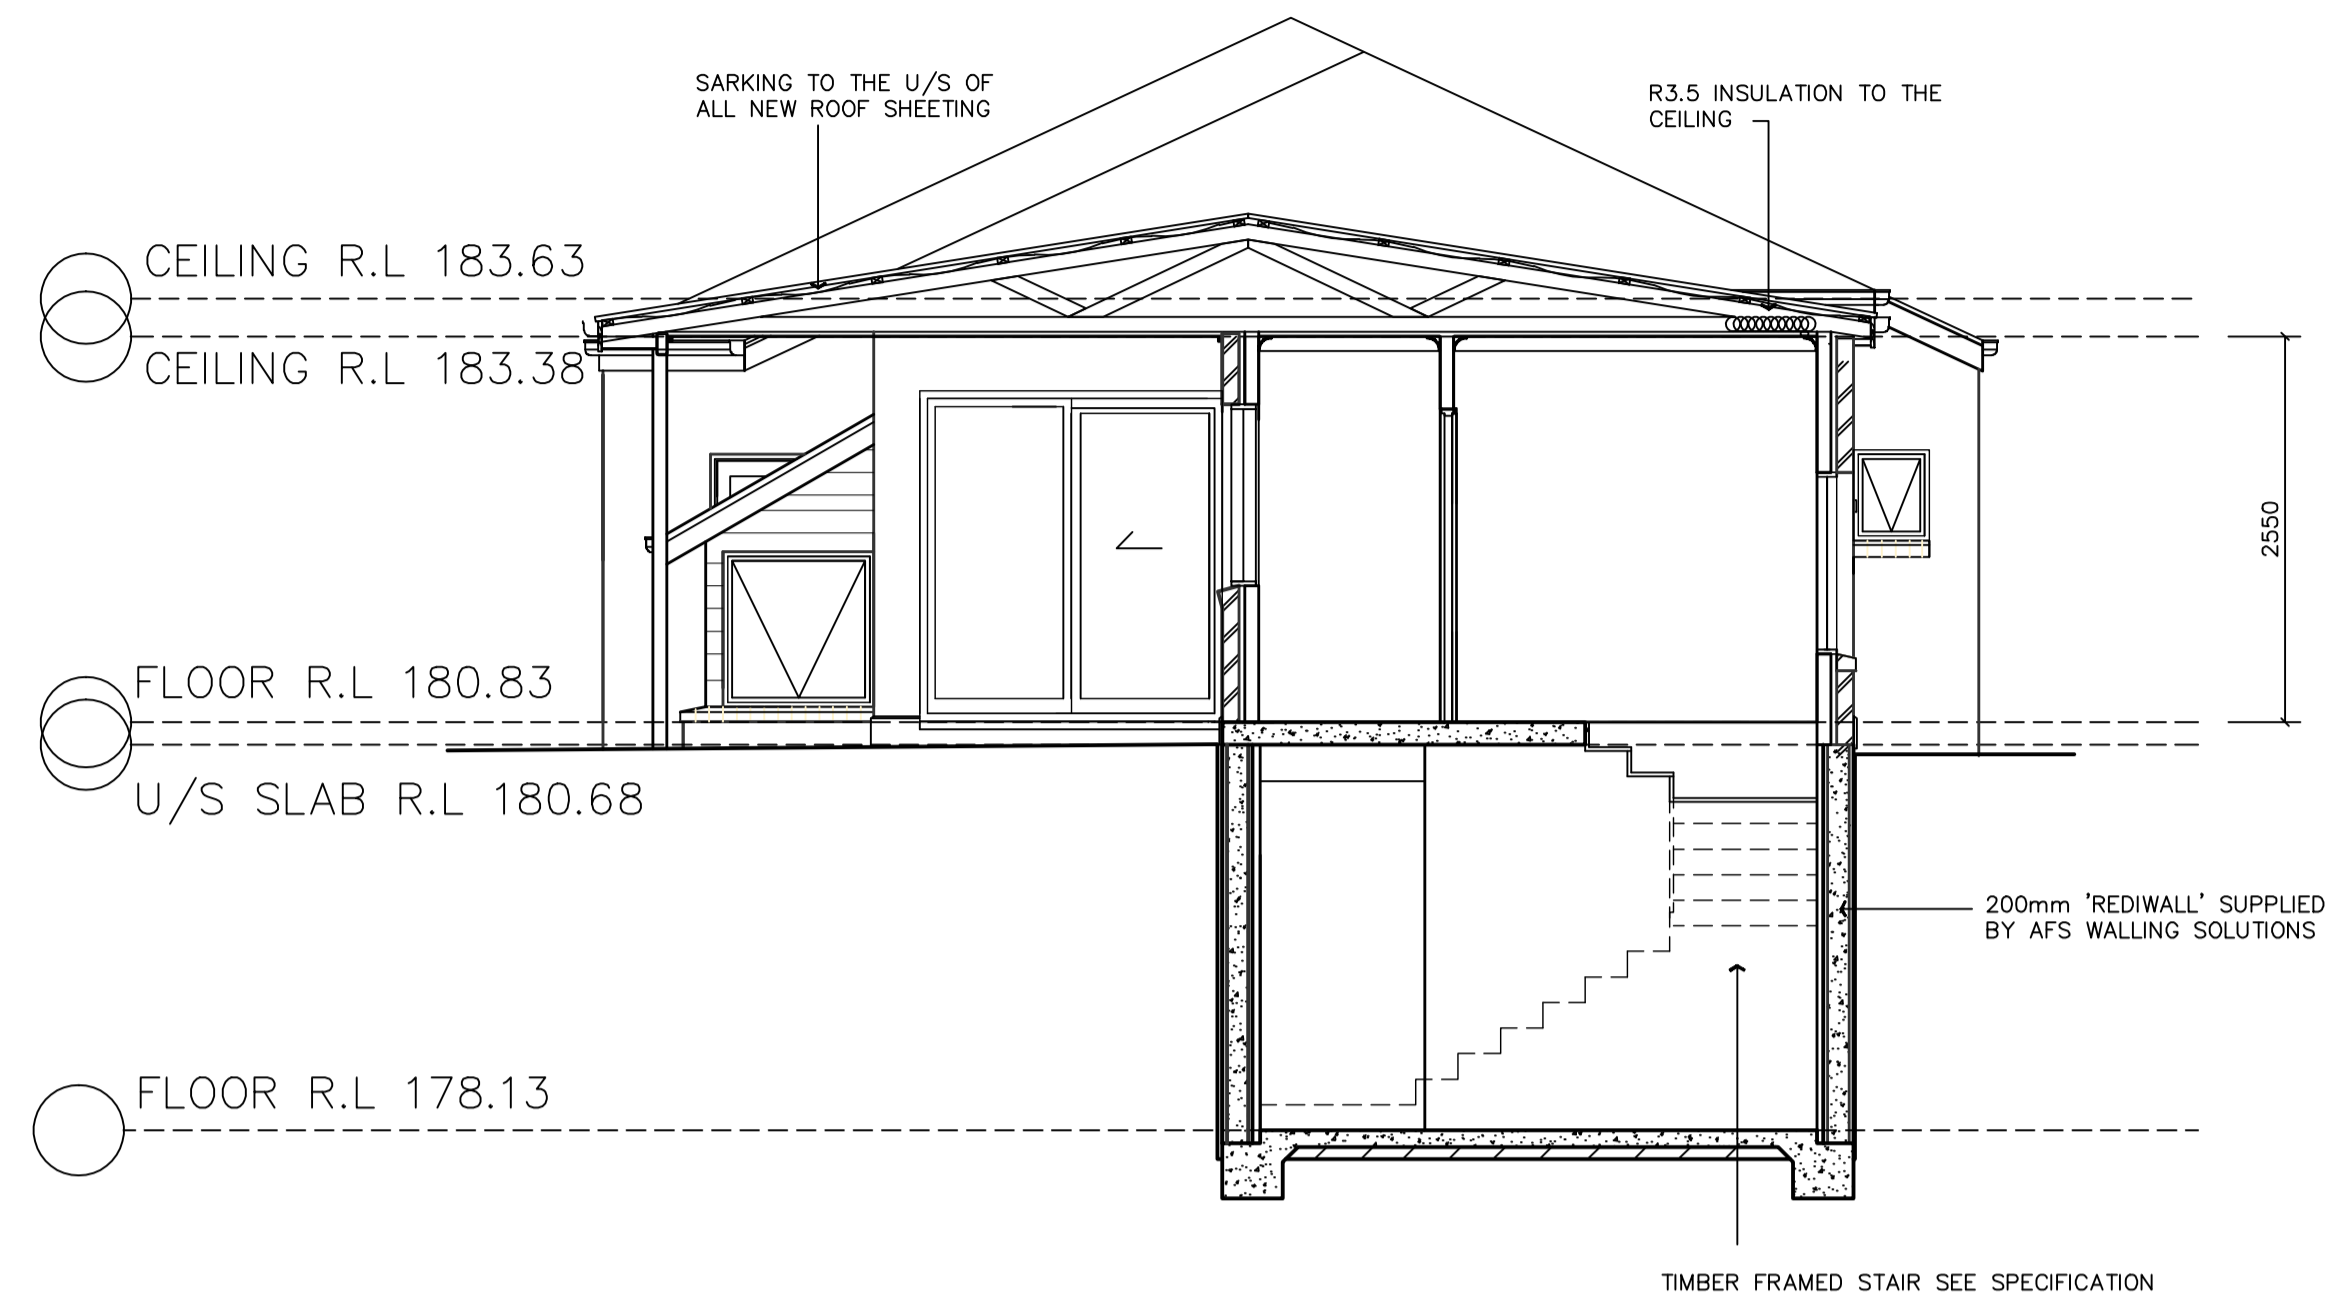 SARKING TO THE U/S OF
ALL NEW ROOF SHEETING
R3.5 INSULATION TO THE
CEILING
CEILING R.L 183.63
CEILING R.L 183.38
2550
FLOOR R.L 180.83
U/S SLAB R.L 180.68
200mm 'REDIWALL' SUPPLIED
BY AFS WALLING SOLUTIONS
FLOOR R.L 178.13
TIMBER FRAMED STAIR SEE SPECIFICATION